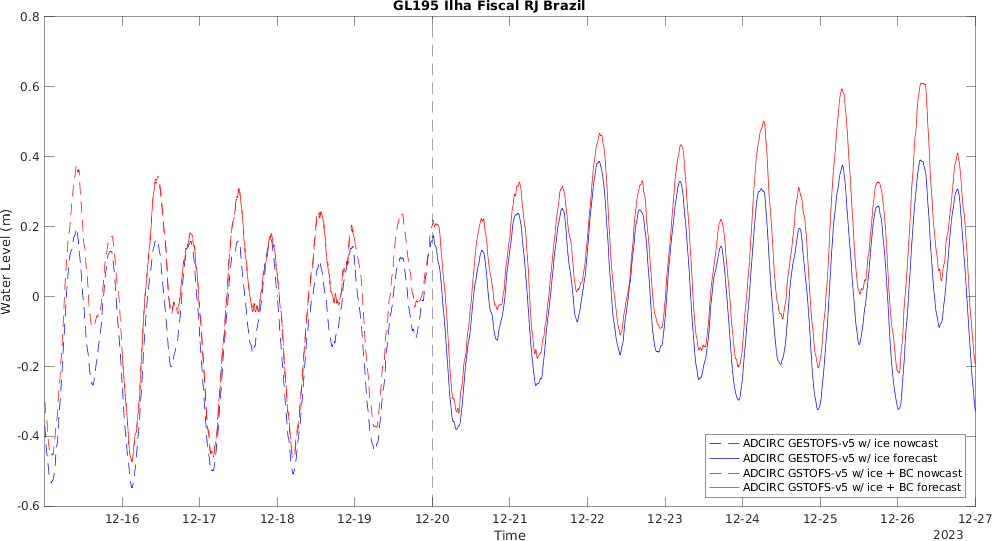 GL195 Ilha Fiscal RJ Brazil
0.8
0.6
0.4
0.2
0
-0.2
-0.4
-0.6
Water Level (m)
ADCIRC GESTOFS-v5 w/ ice nowcast
ADCIRC GESTOFS-v5 w/ ice forecast
ADCIRC GSTOFS-v5 w/ ice + BC nowcast
ADCIRC GSTOFS-v5 w/ ice + BC forecast
12-16 12-17 12-18 12-19 12-20 12-21 12-22 12-23 12-24 12-25 12-26 12-27
Time
2023